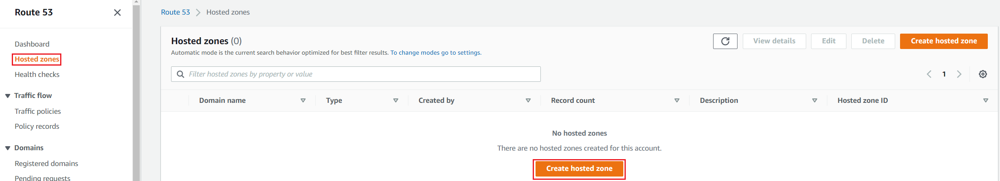 Route 53
Dashboard
Hosted zones
Health checks
Traffic flow
Traffic policies
Policy records
Domains
Registered domains
Pending requests
Route 53 Hosted zones
Hosted zones (0)
View details Edit Delete Create hosted zone
Automatic mode is the current search behavior optimized for best filter results. To change modes go to settings.
Filter hosted zones by property or value
1
Domain name Type Created by Record count Description Hosted zone ID
No hosted zones
There are no hosted zones created for this account.
Create hosted zone